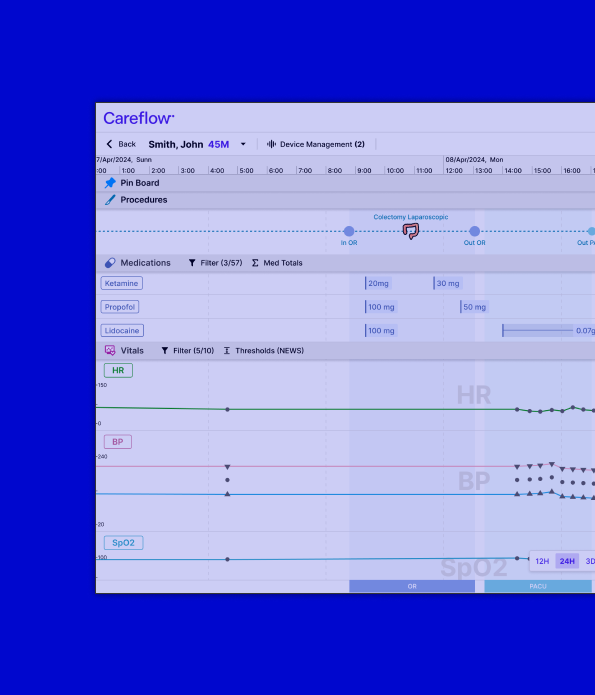 Careflow
Back Smith, John 45M Device Management (2)
7/Apr/2024, Sunn 08/Apr/2024, Mon
:00 1:00 2:00 3:00 4:00 5:00 6:00 7:00 8:00 9:00 10:00 11:00 12:00 13:00 14:00 15:00 16:00 1
Pin Board
Procedures
Colectomy Laparoscopic
In OR Out OR Out P
Medications Filter (3/57) Med Totals
Ketamine 20mg 30 mg
Propofol 100 mg 50 mg
Lidocaine 100 mg 0.07g
Vitals Filter (5/10) Thresholds (NEWS)
HR
150
HR
0
BP
240
BP
20
SpO2
100
SpO2 12H 24H 3D
OR PACU